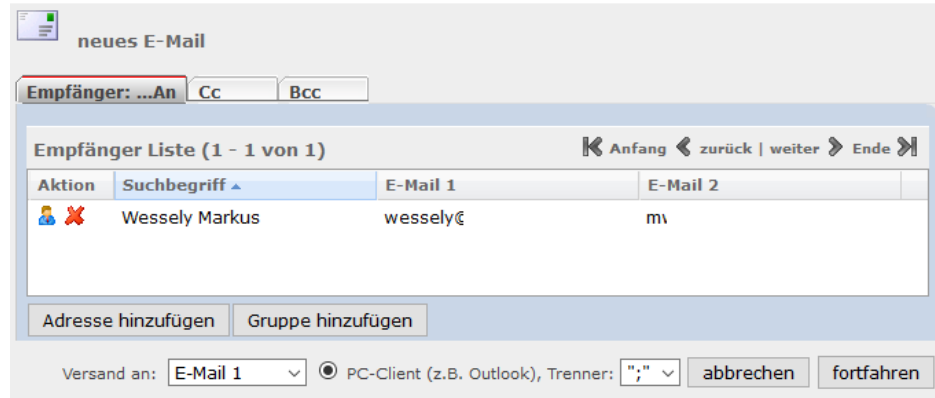 neues E-Mail
Empfänger: ...An Cc Bcc
Empfänger Liste (1 - 1 von 1) Anfang zurück | weiter Ende
Aktion Suchbegriff E-Mail 1 E-Mail 2
Wessely Markus wessely@
Adresse hinzufügen Gruppe hinzufügen
Versand an: E-Mail 1 PC-Client (z.B. Outlook), Trenner: ";" abbrechen fortfahren